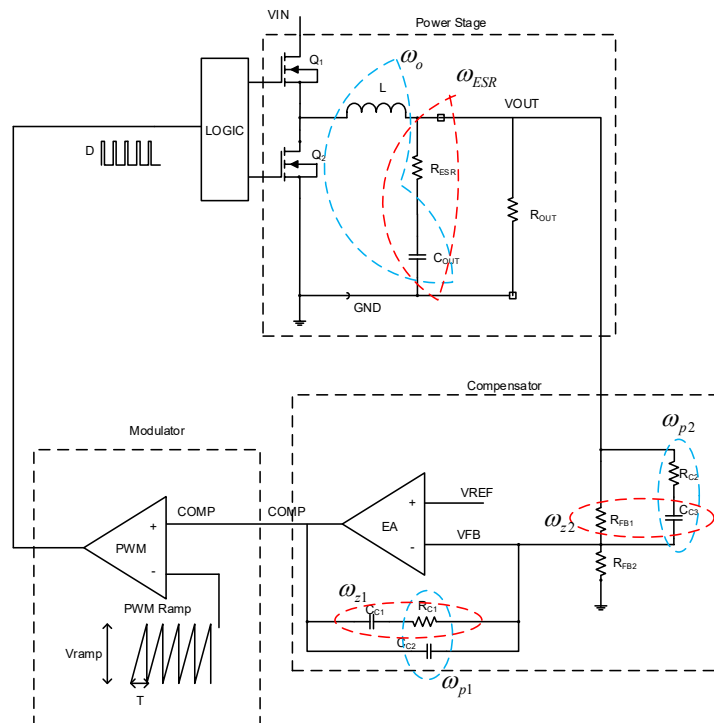 VIN
Power Stage
Q1
ωo
ωESR
L
VOUT
LOGIC
D
Q2
RESR
ROUT
COUT
GND
Compensator
Modulator
ωp2
RC2
CC3
VREF
COMP
COMP
EA
VFB
ωz2
RFB1
PWM
RFB2
PWM Ramp
ωz1
CC1
RC1
CC2
Vramp
ωp1
T
+
-
+
-